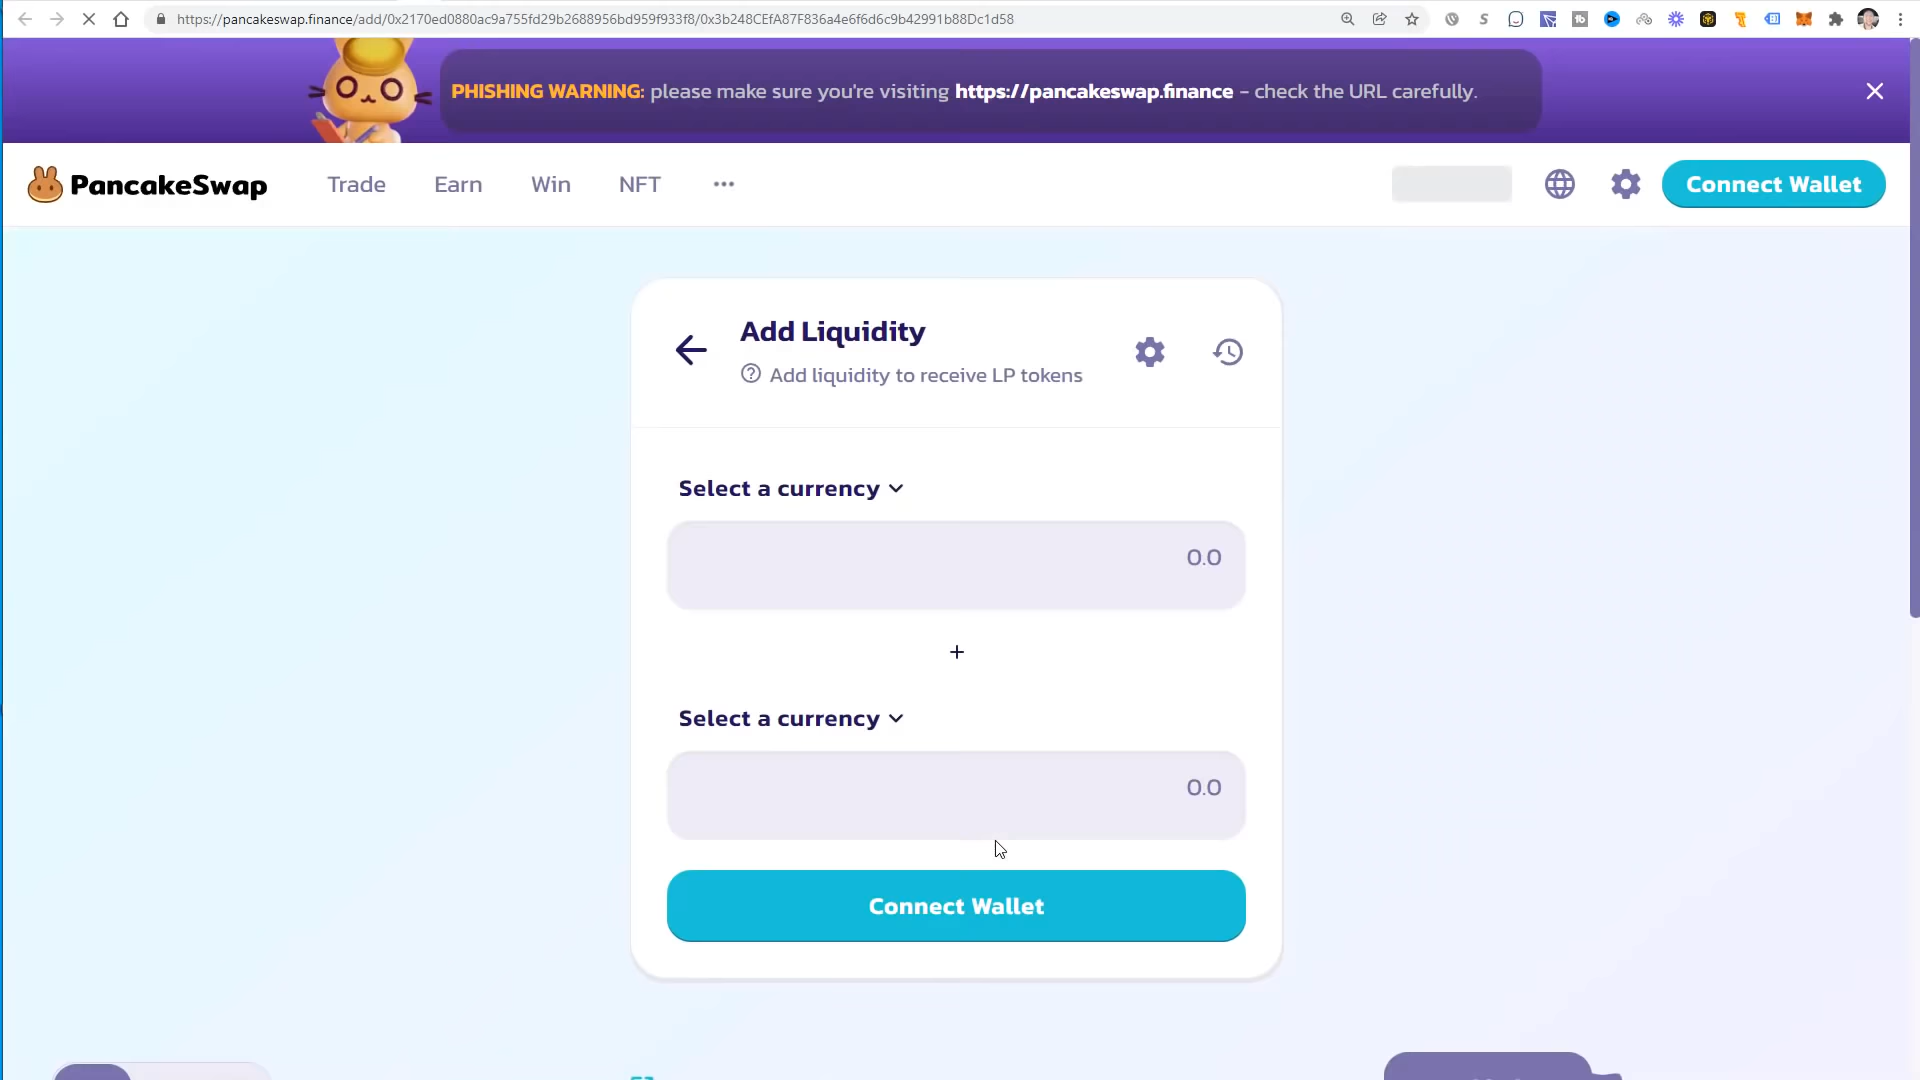 https://pancakeswap.finance/add/0x2170ed0880ac9a755fd29b2688956bd959f933f8/0x3b248CEfA87F836a4e6f6d6c9b42991b88Dc1d58
PHISHING WARNING: please make sure you're visiting https://pancakeswap.finance - check the URL carefully.
PancakeSwap
Trade
Earn
Win
NFT
Connect Wallet
Add Liquidity
Add liquidity to receive LP tokens
Select a currency
0.0
+
Select a currency
0.0
Connect Wallet